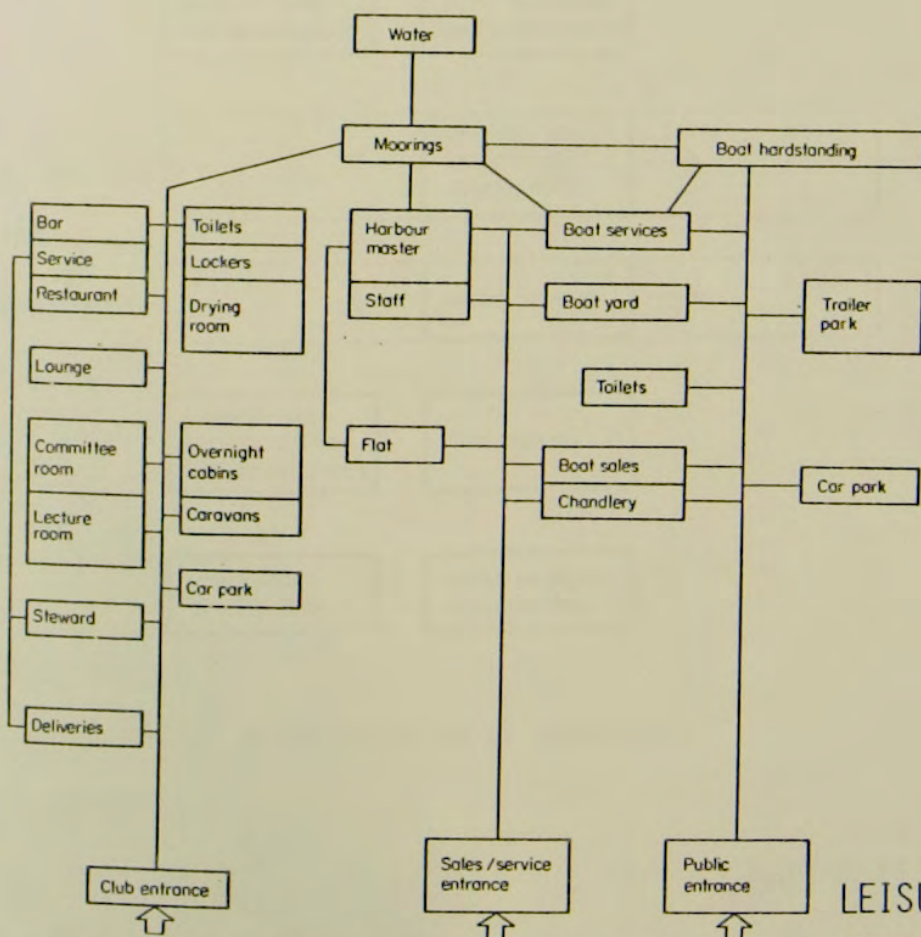 Water
Moorings
Boat hardstanding
Bar
Service
Restaurant
Toilets
Lockers
Drying
room
Harbour
master
Staff
Boat services
Boat yard
Trailer
park
Lounge
Toilets
Committee
room
Lecture
room
Overnight
cabins
Caravans
Flat
Boat sales
Chandlery
Car park
Car park
Steward
Deliveries
Club entrance
Sales/service
entrance
Public
entrance
LEISU